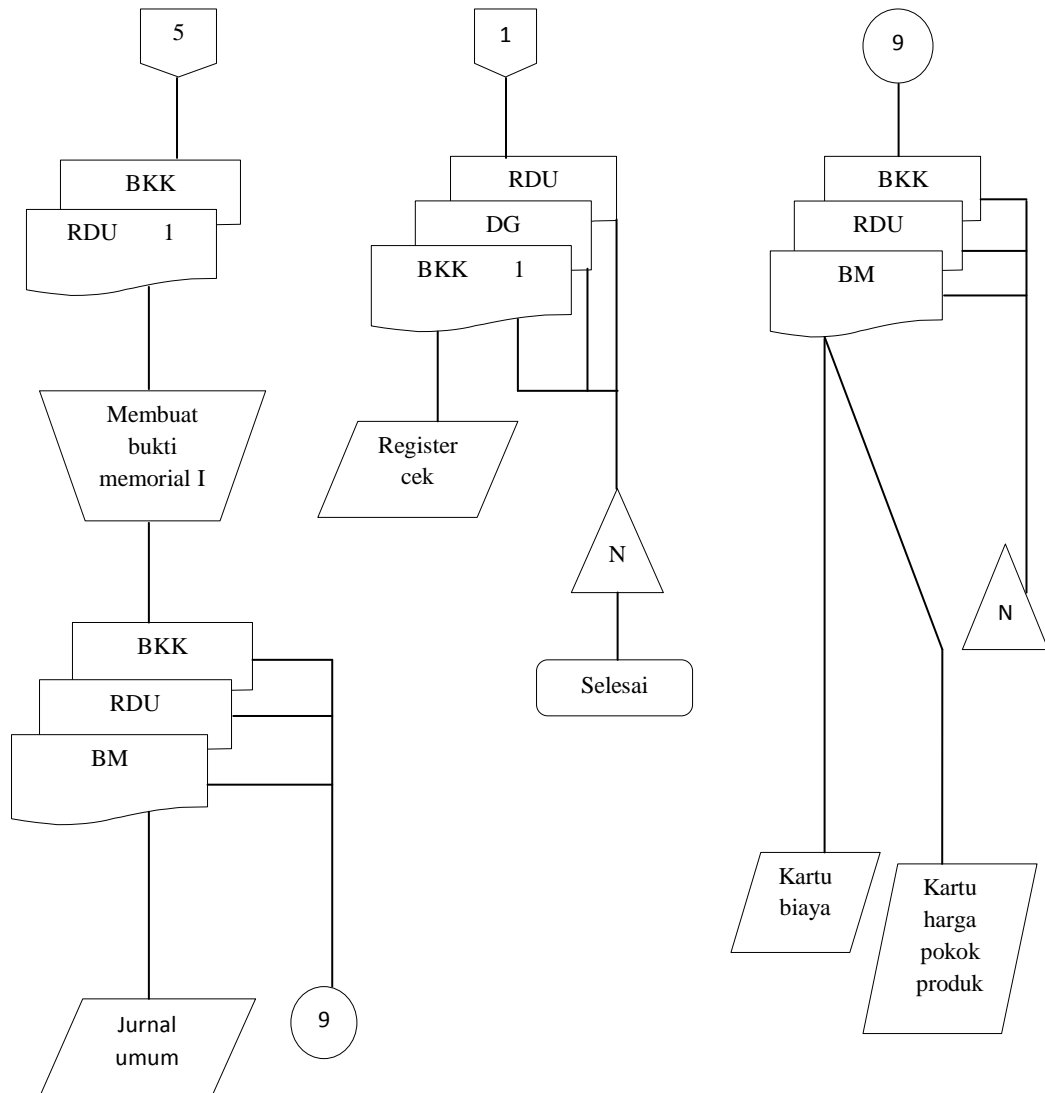 5
BKK
RDU 1
Membuat
bukti
memorial I
BKK
RDU
BM
Jurnal
umum
9
1
RDU
DG
BKK 1
Register
cek
N
Selesai
9
BKK
RDU
BM
N
Kartu
biaya
Kartu
harga
pokok
produk